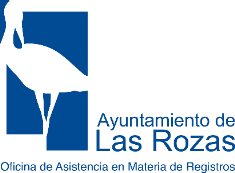 Ayuntamiento de
Las Rozas
Oficina de Asistencia en Materia de Registros